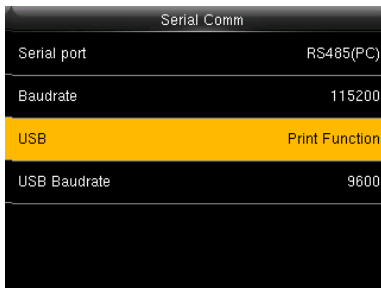 Serial Comm
Serial port RS485(PC)
Baudrate 115200
USB Print Function
USB Baudrate 9600